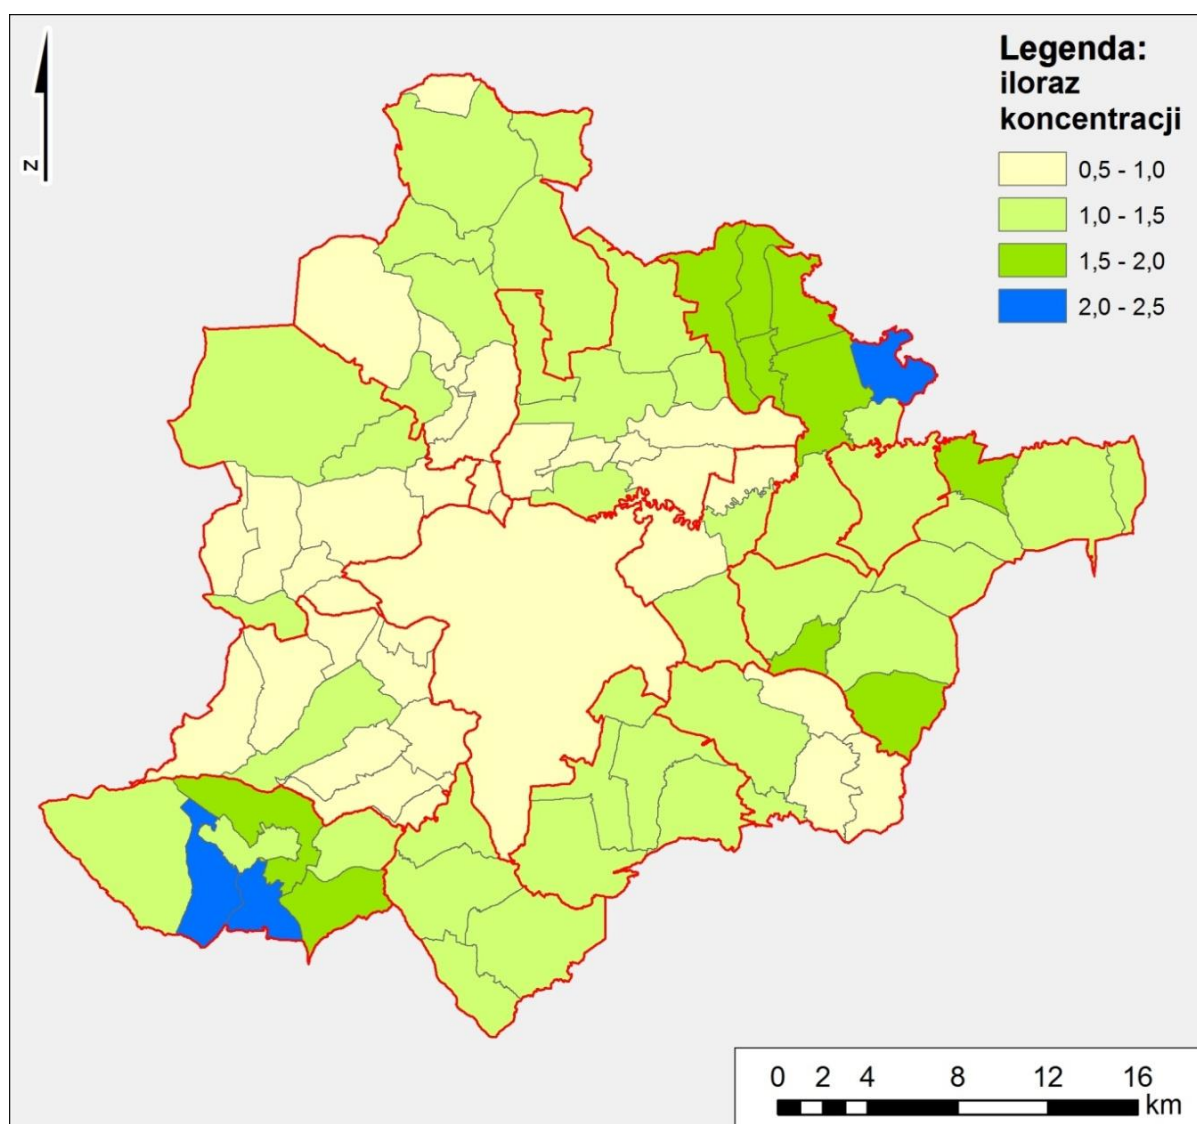 Legenda:
iloraz
koncentracji
0,5 - 1,0
1,0 - 1,5
1,5 - 2,0
2,0 - 2,5
N
0 2 4 8 12 16
km